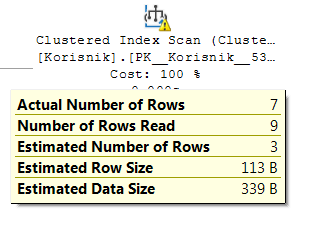 Clustered Index Scan (Cluste…
[Korisnik].[PK__Korisnik__53…
Cost: 100 %
Actual Number of Rows 7
Number of Rows Read 9
Estimated Number of Rows 3
Estimated Row Size 113 B
Estimated Data Size 339 B